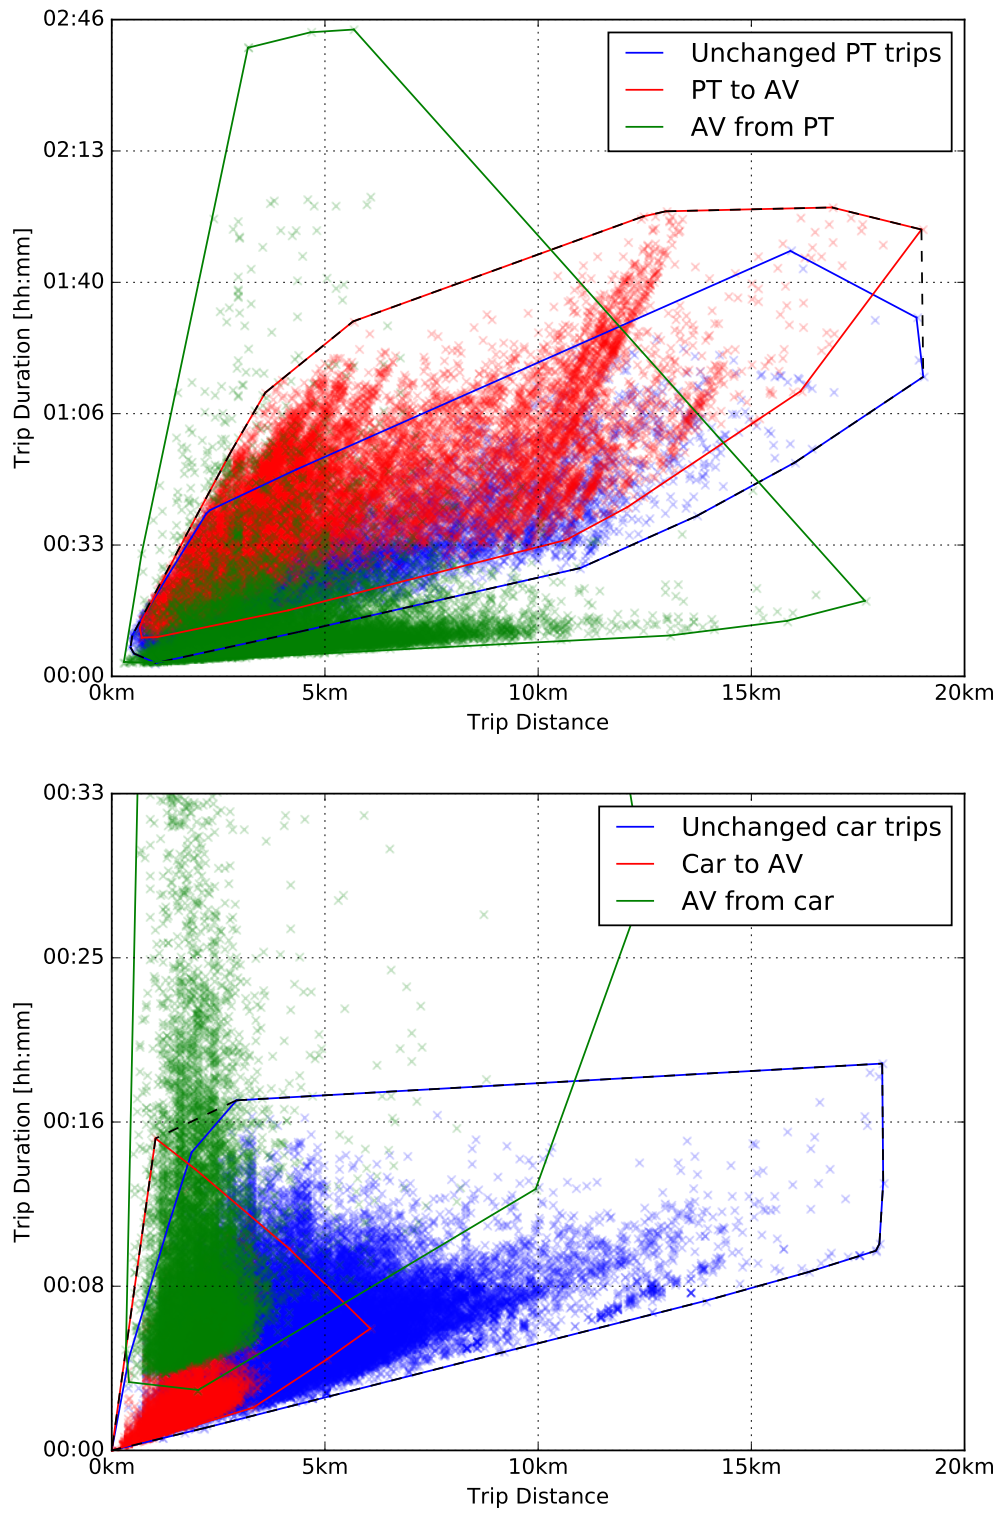 02:46
Unchanged PT trips
PT to AV
AV from PT
02:13
01:40
01:06
00:33
00:00
Trip Duration [hh:mm]
0km 5km 10km 15km 20km
Trip Distance
00:33
Unchanged car trips
Car to AV
AV from car
00:25
00:16
00:08
00:00
Trip Duration [hh:mm]
0km 5km 10km 15km 20km
Trip Distance